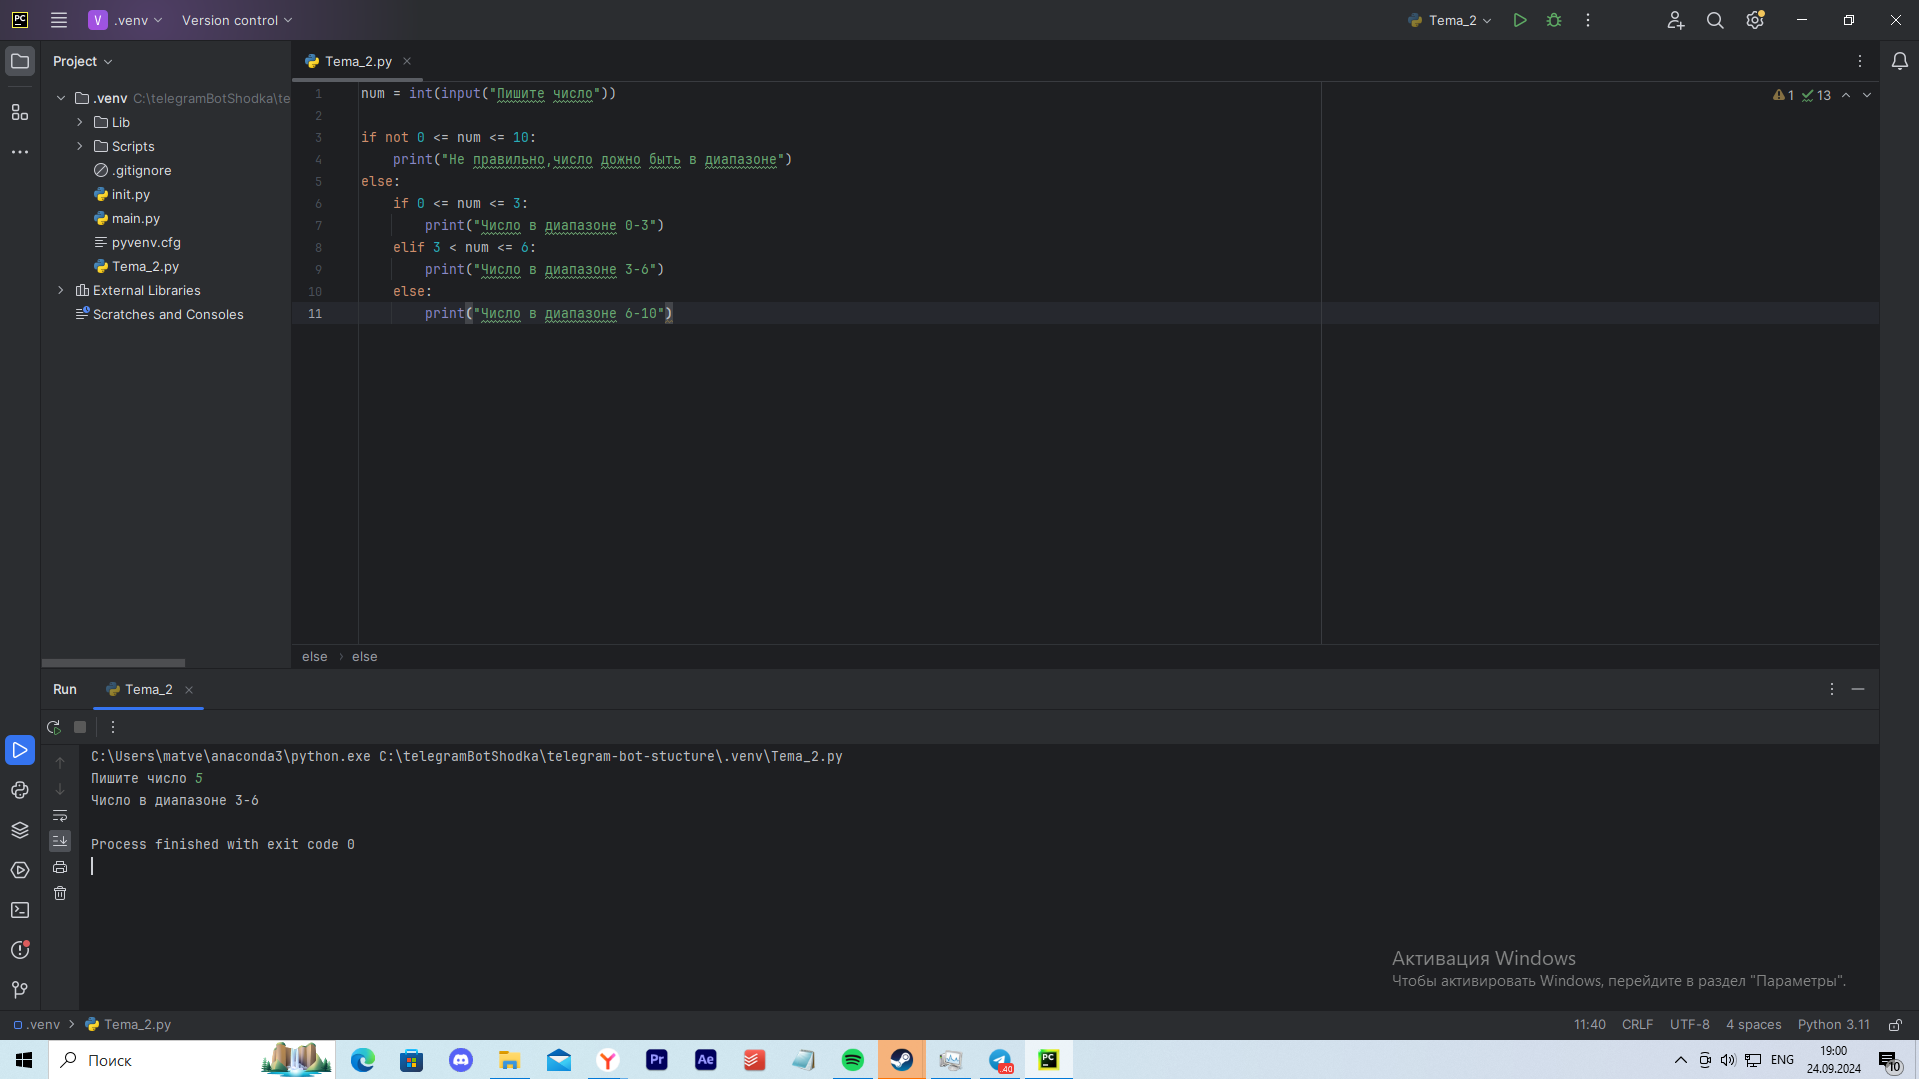 PC V .venv Version control Tema_2
Project
Tema_2.py
.venv C:\telegramBotShodka\te
Lib
Scripts
.gitignore
init.py
main.py
pyvenv.cfg
Tema_2.py
External Libraries
Scratches and Consoles
1 num = int(input("Пишите число"))
2
3 if not 0 <= num <= 10:
4 print("Не правильно,число дожно быть в диапазоне")
5 else:
6 if 0 <= num <= 3:
7 print("Число в диапазоне 0-3")
8 elif 3 < num <= 6:
9 print("Число в диапазоне 3-6")
10 else:
11 print("Число в диапазоне 6-10")
1 13
else › else
Run Tema_2
C:\Users\matve\anaconda3\python.exe C:\telegramBotShodka\telegram-bot-stucture\.venv\Tema_2.py
Пишите число 5
Число в диапазоне 3-6
Process finished with exit code 0
Активация Windows
Чтобы активировать Windows, перейдите в раздел "Параметры".
.venv > Tema_2.py
11:40 CRLF UTF-8 4 spaces Python 3.11
Поиск
Y Pr Ae 40 PC
ENG
19:00
24.09.2024
10